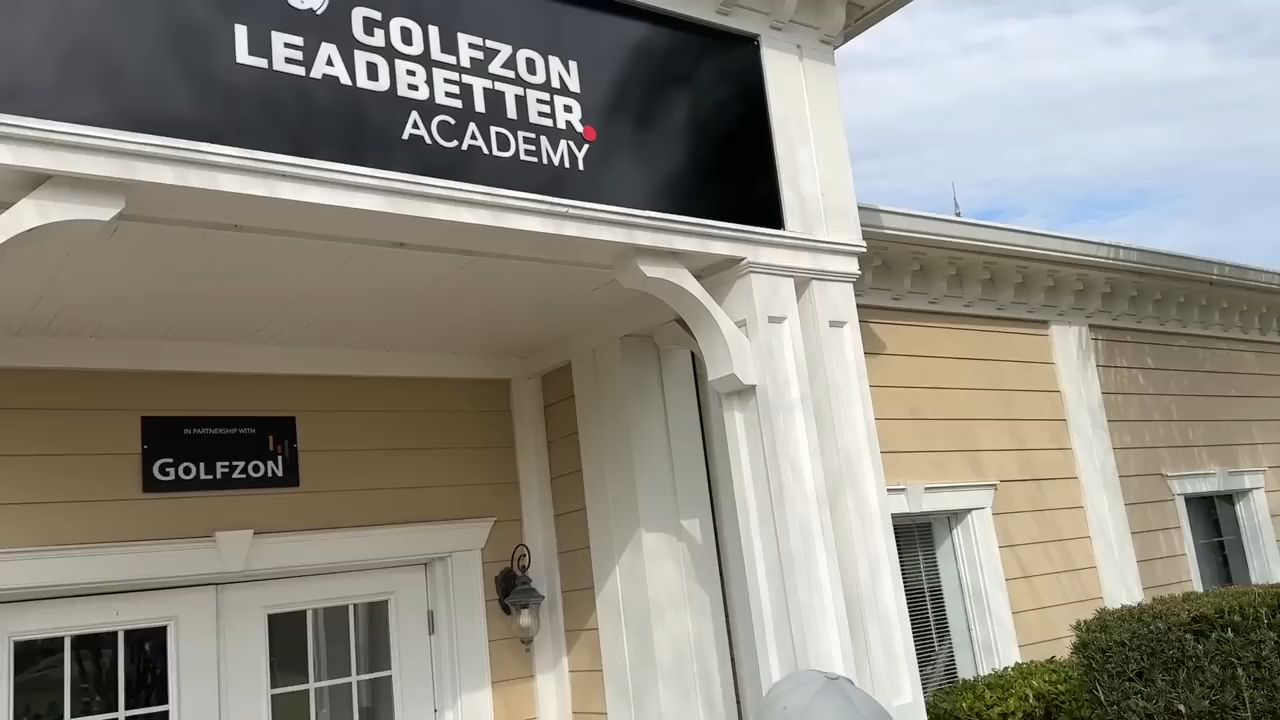 GOLFZON
LEADBETTER.
ACADEMY
IN PARTNERSHIP WITH
GOLFZON